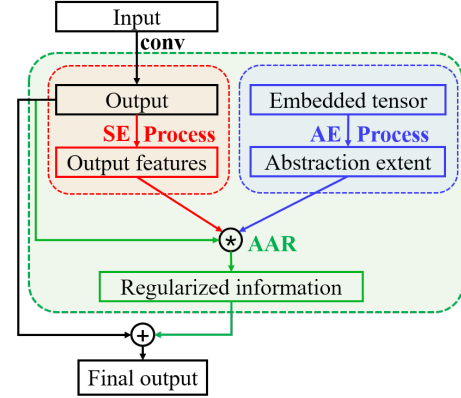 Input
conv
Output
Embedded tensor
SE Process
AE Process
Output features
Abstraction extent
*
AAR
Regularized information
+
Final output